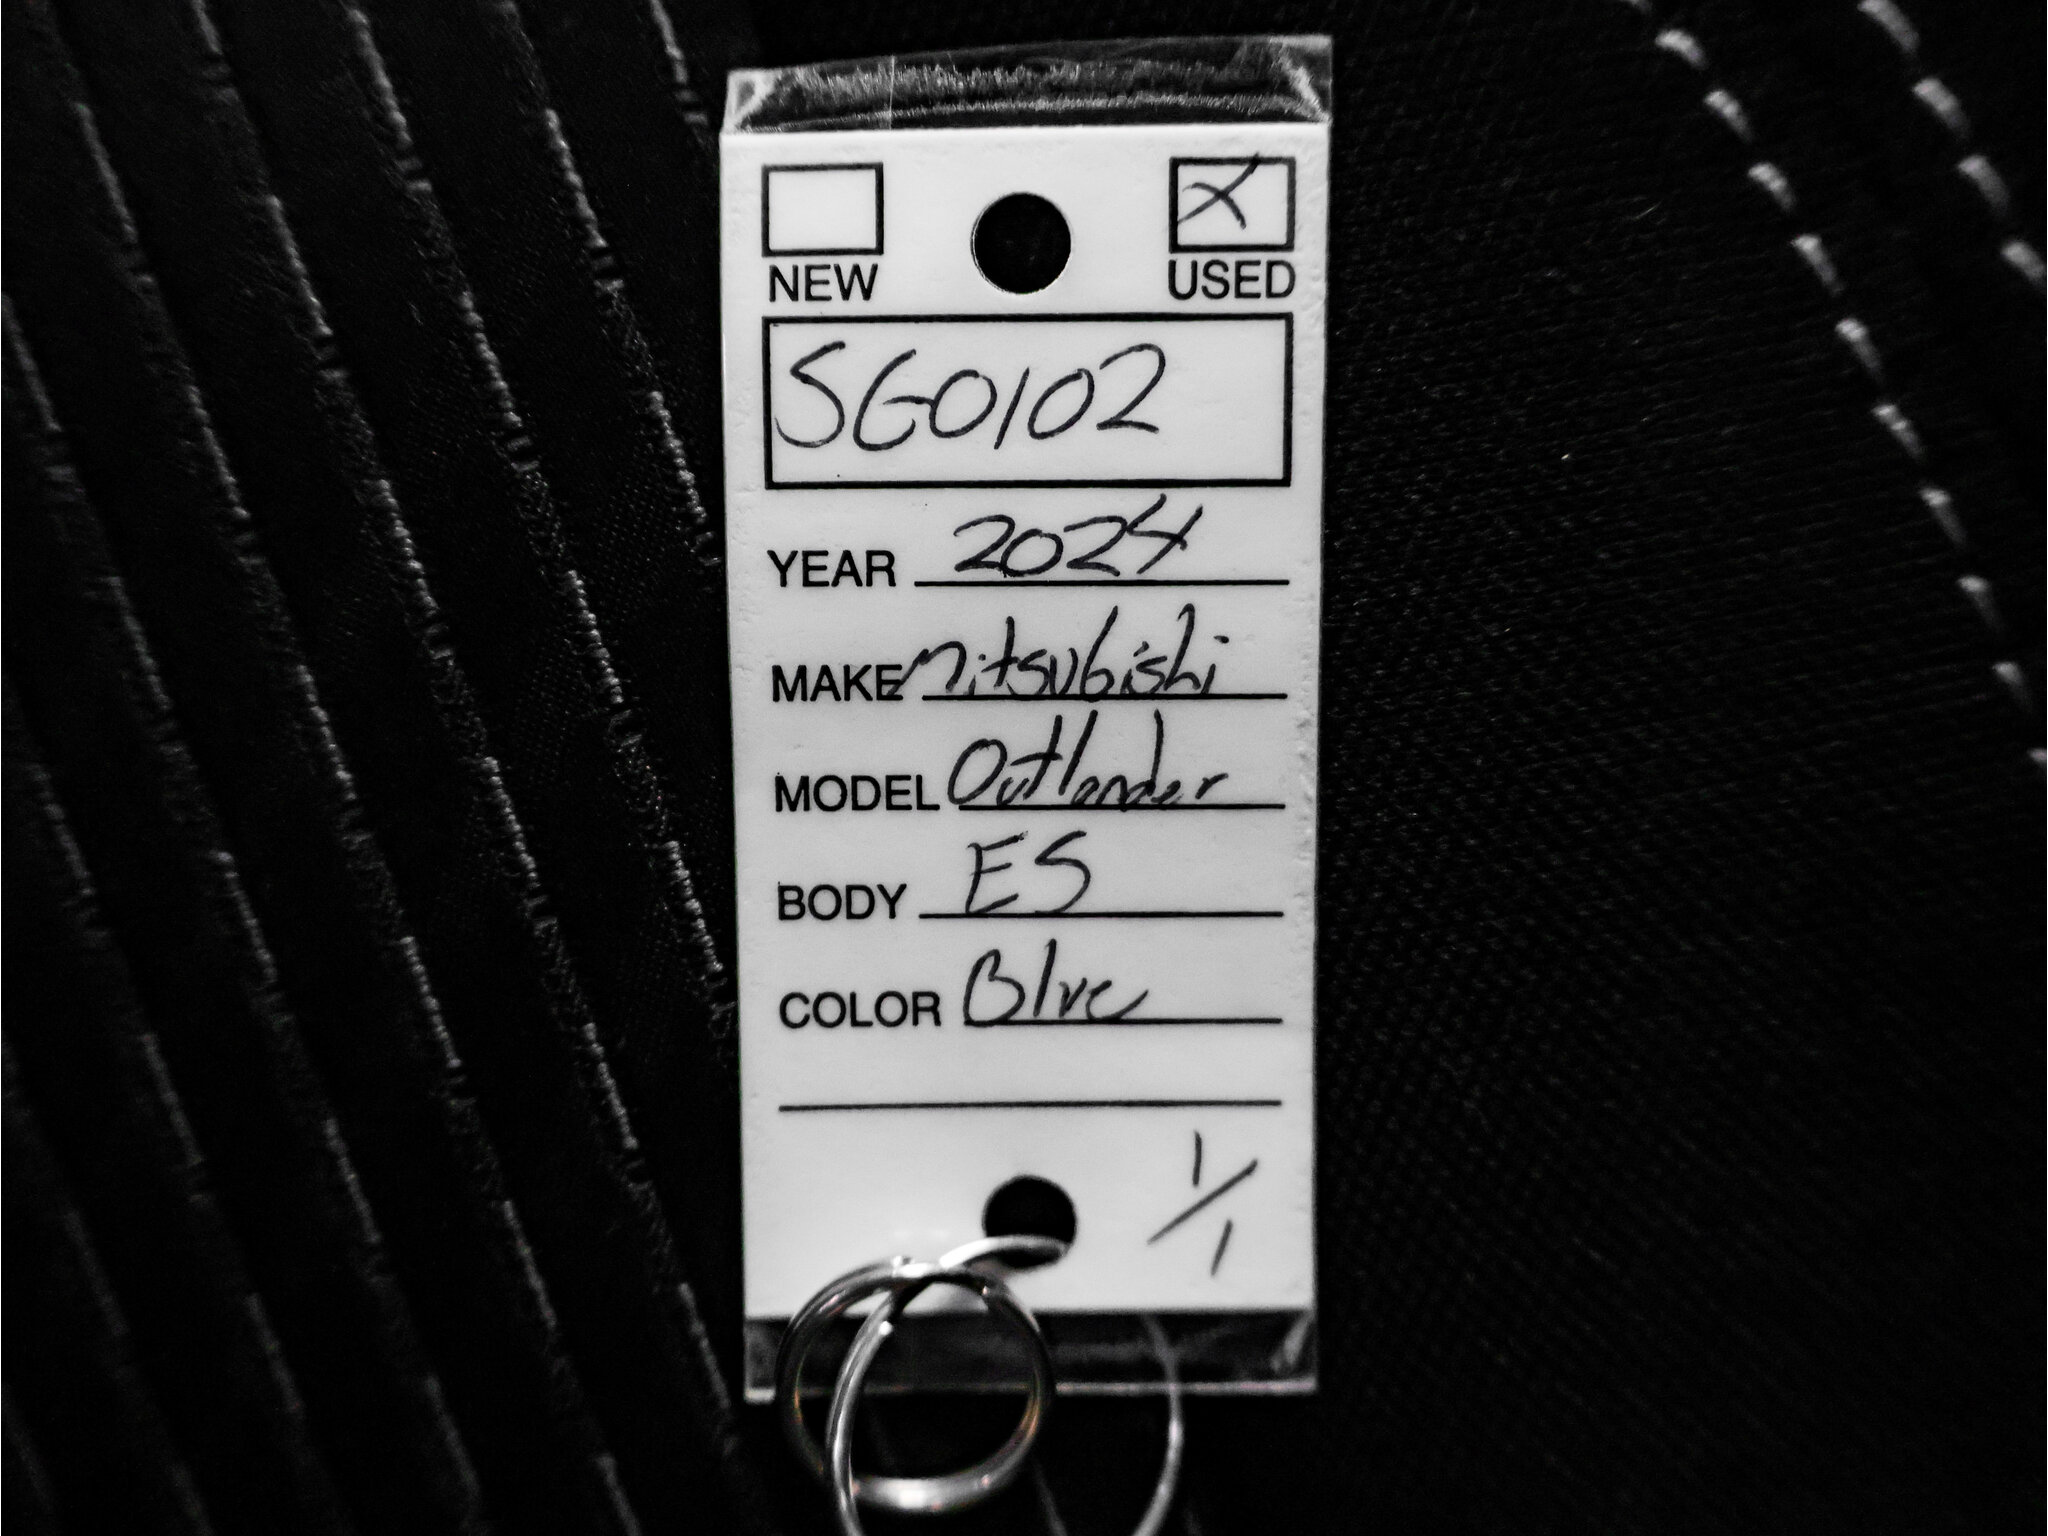 X
NEW USED
SG0102
YEAR 2024
MAKE Mitsubishi
MODEL Outlander
BODY ES
COLOR Blue
1/1